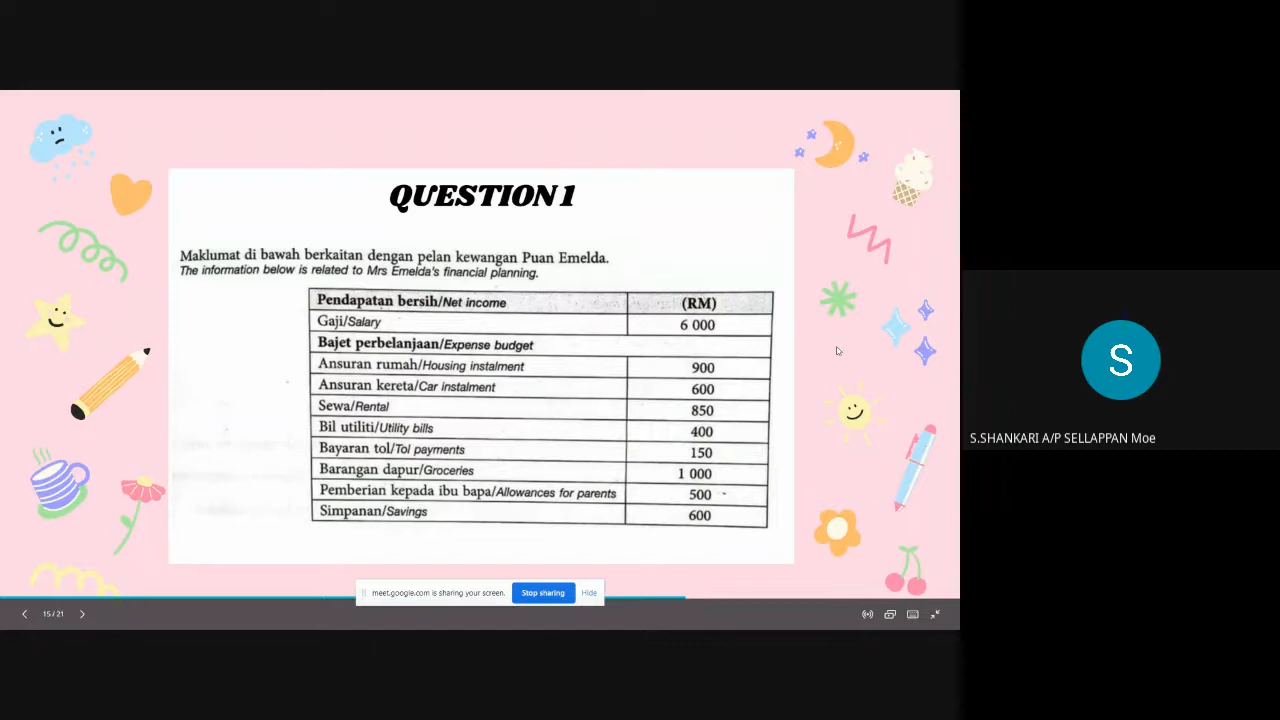 QUESTION 1
Maklumat di bawah berkaitan dengan pelan kewangan Puan Emelda.
The information below is related to Mrs Emelda's financial planning.
Pendapatan bersih/Net income (RM)
Gaji/Salary 6 000
Bajet perbelanjaan/Expense budget
Ansuran rumah/Housing instalment 900
Ansuran kereta/Car instalment 600
Sewa/Rental 850
Bil utiliti/Utility bills 400
Bayaran tol/Tol payments 150
Barangan dapur/Groceries 1 000
Pemberian kepada ibu bapa/Allowances for parents 500
Simpanan/Savings 600
meet.google.com is sharing your screen. Stop sharing Hide
15 / 21
S
S.SHANKARI A/P SELLAPPAN Moe